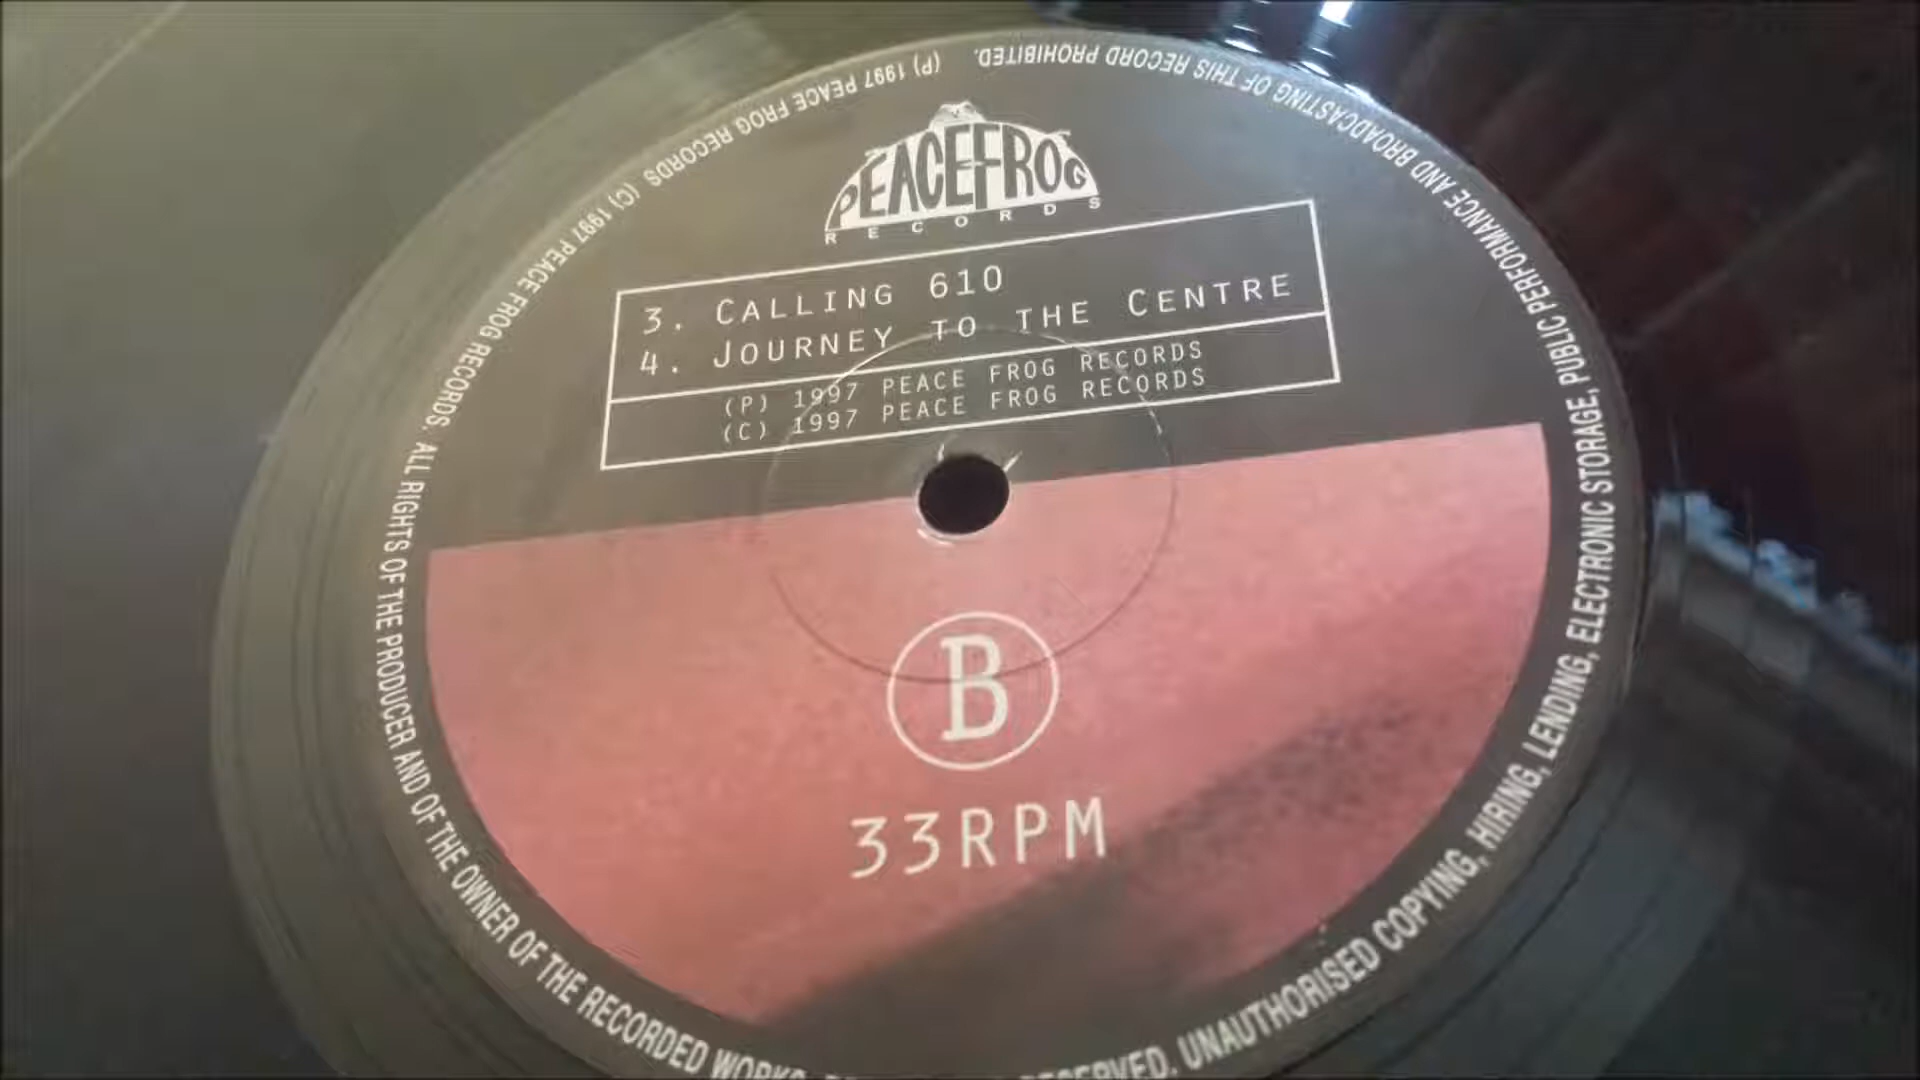 PEACEFROG
RECORDS
3. CALLING 610
4. JOURNEY TO THE CENTRE
(P) 1997 PEACE FROG RECORDS
(C) 1997 PEACE FROG RECORDS
B
33RPM
(P) 1997 PEACE FROG RECORDS (C) 1997 PEACE FROG RECORDS. ALL RIGHTS OF THE PRODUCER AND OF THE OWNER OF THE RECORDED WORKS UNAUTHORISED COPYING, HIRING, LENDING, ELECTRONIC STORAGE, PUBLIC PERFORMANCE AND BROADCASTING OF THIS RECORD PROHIBITED.